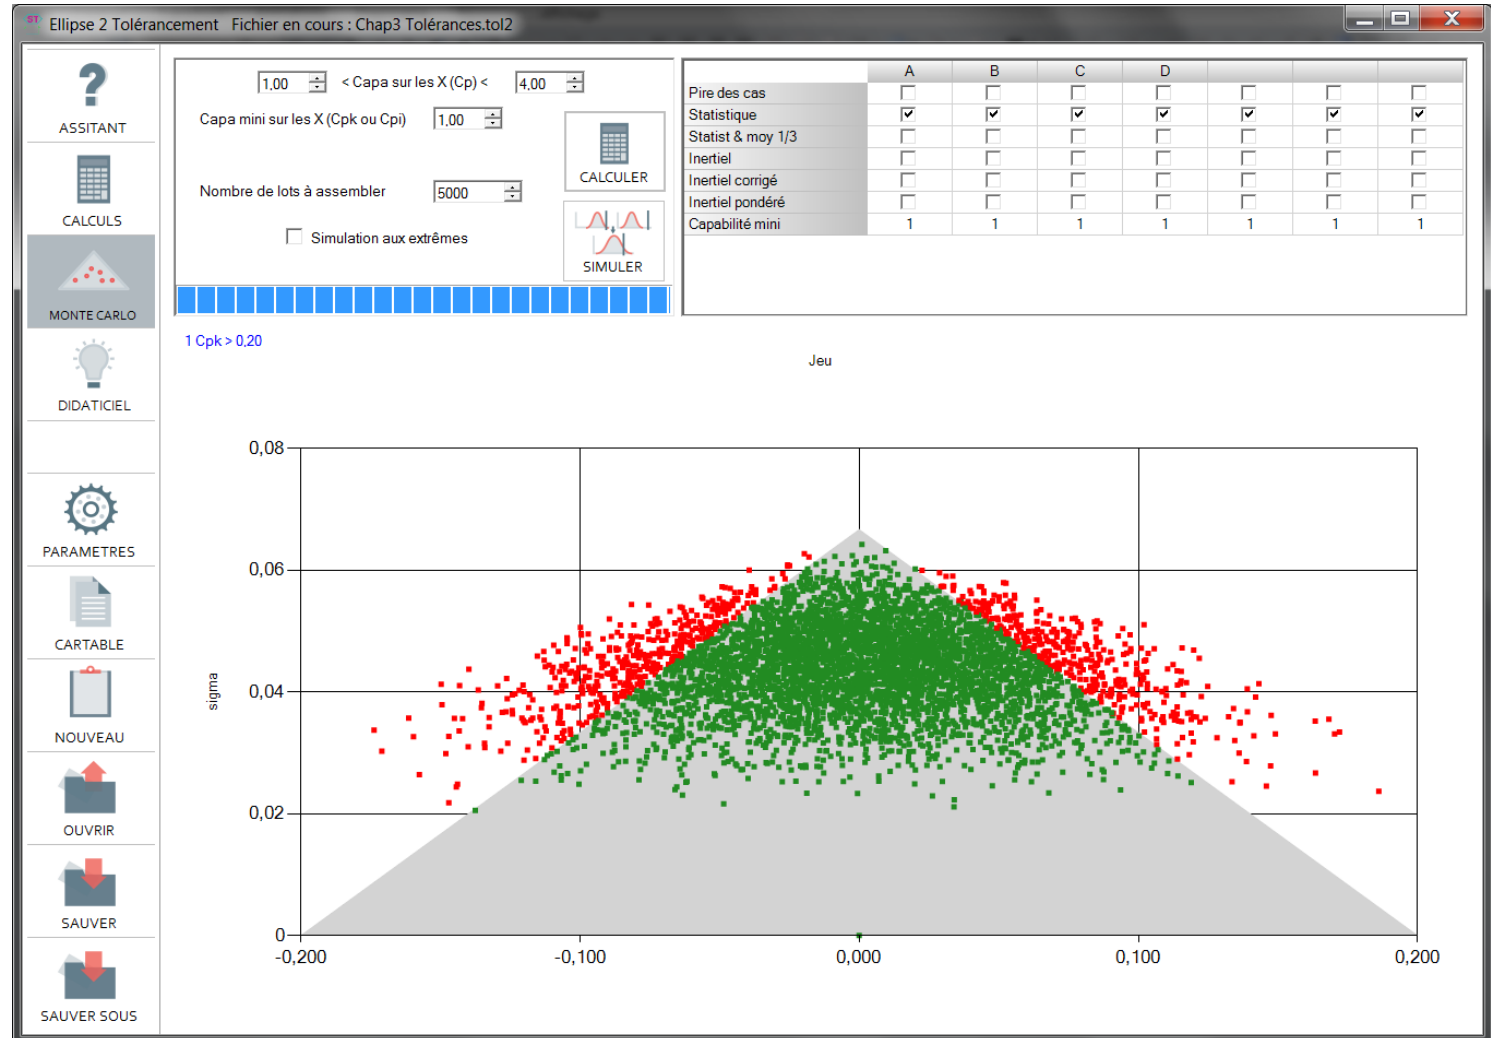 ST Ellipse 2 Tolérancement Fichier en cours : Chap3 Tolérances.tol2
ASSITANT
CALCULS
MONTE CARLO
DIDATICIEL
PARAMETRES
CARTABLE
NOUVEAU
OUVRIR
SAUVER
SAUVER SOUS
1,00 < Capa sur les X (Cp) < 4,00
Capa mini sur les X (Cpk ou Cpi) 1,00
CALCULER
Nombre de lots à assembler 5000
Simulation aux extrêmes
SIMULER
A B C D
Pire des cas
Statistique
Statist & moy 1/3
Inertiel
Inertiel corrigé
Inertiel pondéré
Capabilité mini 1 1 1 1 1 1 1
1 Cpk > 0,20
Jeu
0,08
0,06
0,04
0,02
0
sigma
-0,200 -0,100 0,000 0,100 0,200